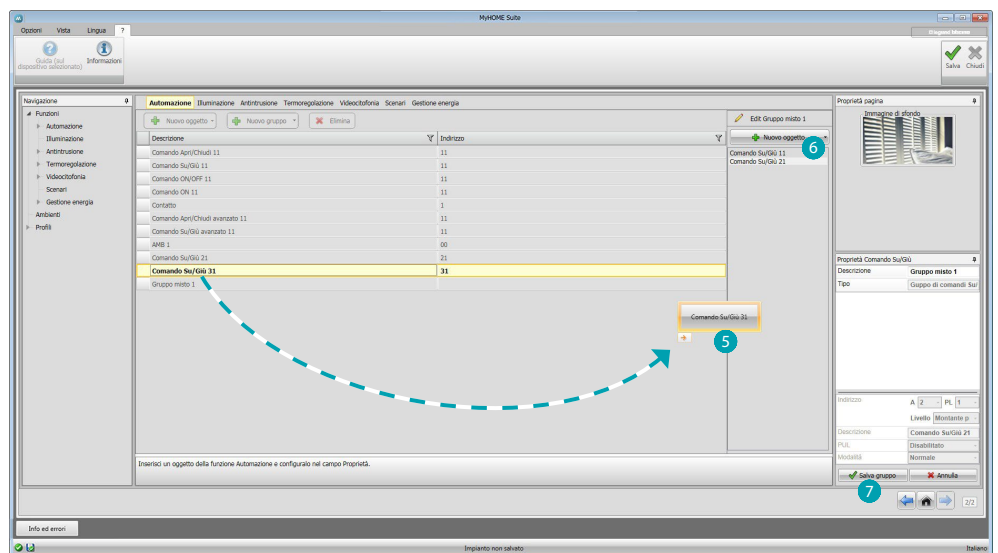 MyHOME Suite
Opzioni Vista Lingua ?
Guida (sul
dispositivo selezionato)
Informazioni
Salva Chiudi
Navigazione
Funzioni
Automazione
Illuminazione
Antintrusione
Termoregolazione
Videocitofonia
Scenari
Gestione energia
Ambienti
Profili
Automazione Illuminazione Antintrusione Termoregolazione Videocitofonia Scenari Gestione energia
Nuovo oggetto Nuovo gruppo Elimina
Descrizione Indirizzo
Comando Apri/Chiudi 11 11
Comando Su/Giù 11 11
Comando ON/OFF 11 11
Comando ON 11 11
Contatto 1
Comando Apri/Chiudi avanzato 11 11
Comando Su/Giù avanzato 11 11
AMB 1 00
Comando Su/Giù 21 21
Comando Su/Giù 31 31
Gruppo misto 1
Comando Su/Giù 31
5
Inserisci un oggetto della funzione Automazione e configuralo nel campo Proprietà.
Edit Gruppo misto 1
Nuovo oggetto
6
Comando Su/Giù 11
Comando Su/Giù 21
Proprietà pagina
Immagine di sfondo
Proprietà Comando Su/Giù
Descrizione Gruppo misto 1
Tipo Guppo di comandi Su/
Indirizzo A 2 PL 1
Livello Montante p
Descrizione Comando Su/Giù 21
PUL Disabilitato
Modalità Normale
Salva gruppo Annulla
7
2/2
Info ed errori
Impianto non salvato Italiano